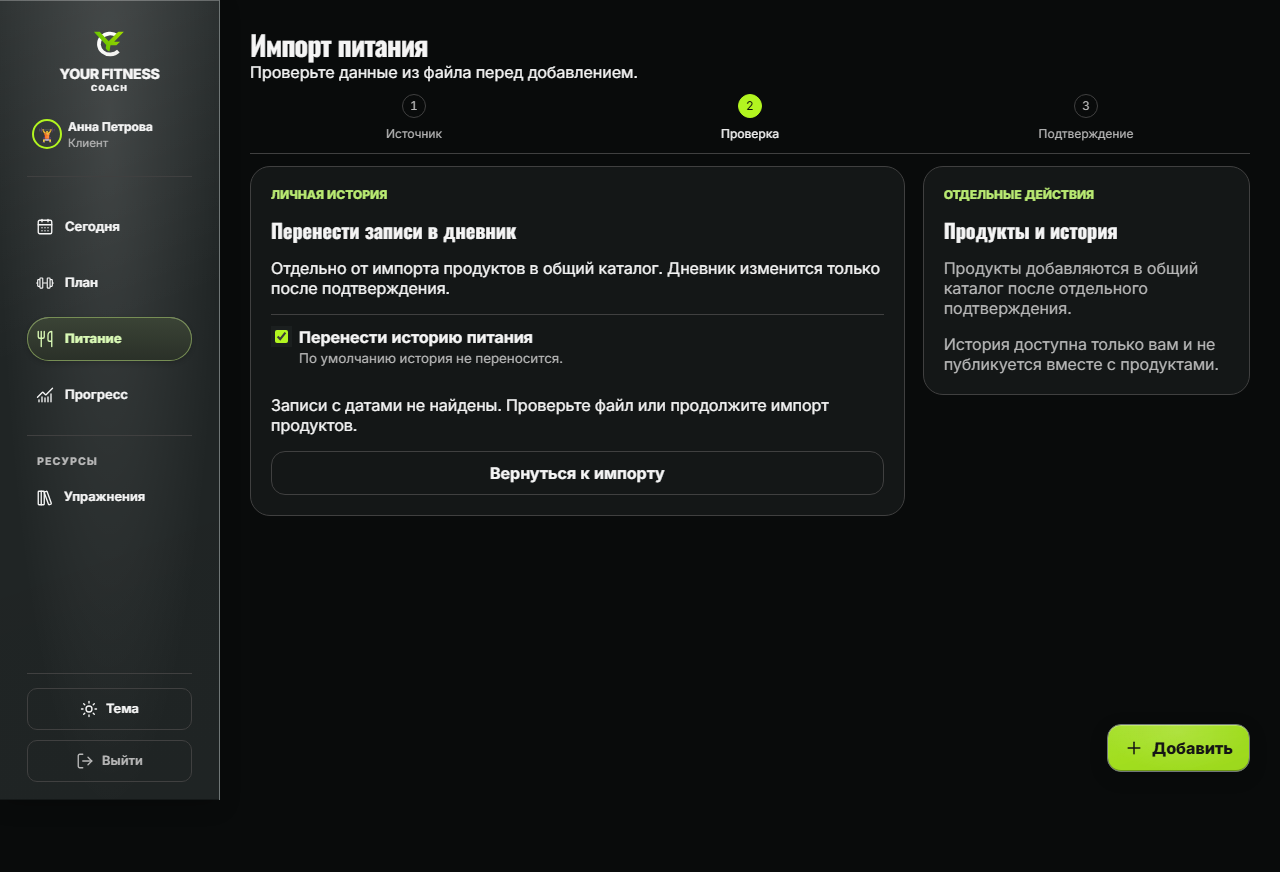 YOUR FITNESS
COACH
Анна Петрова
Клиент
Сегодня
План
Питание
Прогресс
РЕСУРСЫ
Упражнения
Тема
Выйти
Импорт питания
Проверьте данные из файла перед добавлением.
1
Источник
2
Проверка
3
Подтверждение
ЛИЧНАЯ ИСТОРИЯ
Перенести записи в дневник
Отдельно от импорта продуктов в общий каталог. Дневник изменится только
после подтверждения.
Перенести историю питания
По умолчанию история не переносится.
Записи с датами не найдены. Проверьте файл или продолжите импорт
продуктов.
Вернуться к импорту
ОТДЕЛЬНЫЕ ДЕЙСТВИЯ
Продукты и история
Продукты добавляются в общий
каталог после отдельного
подтверждения.
История доступна только вам и не
публикуется вместе с продуктами.
Добавить